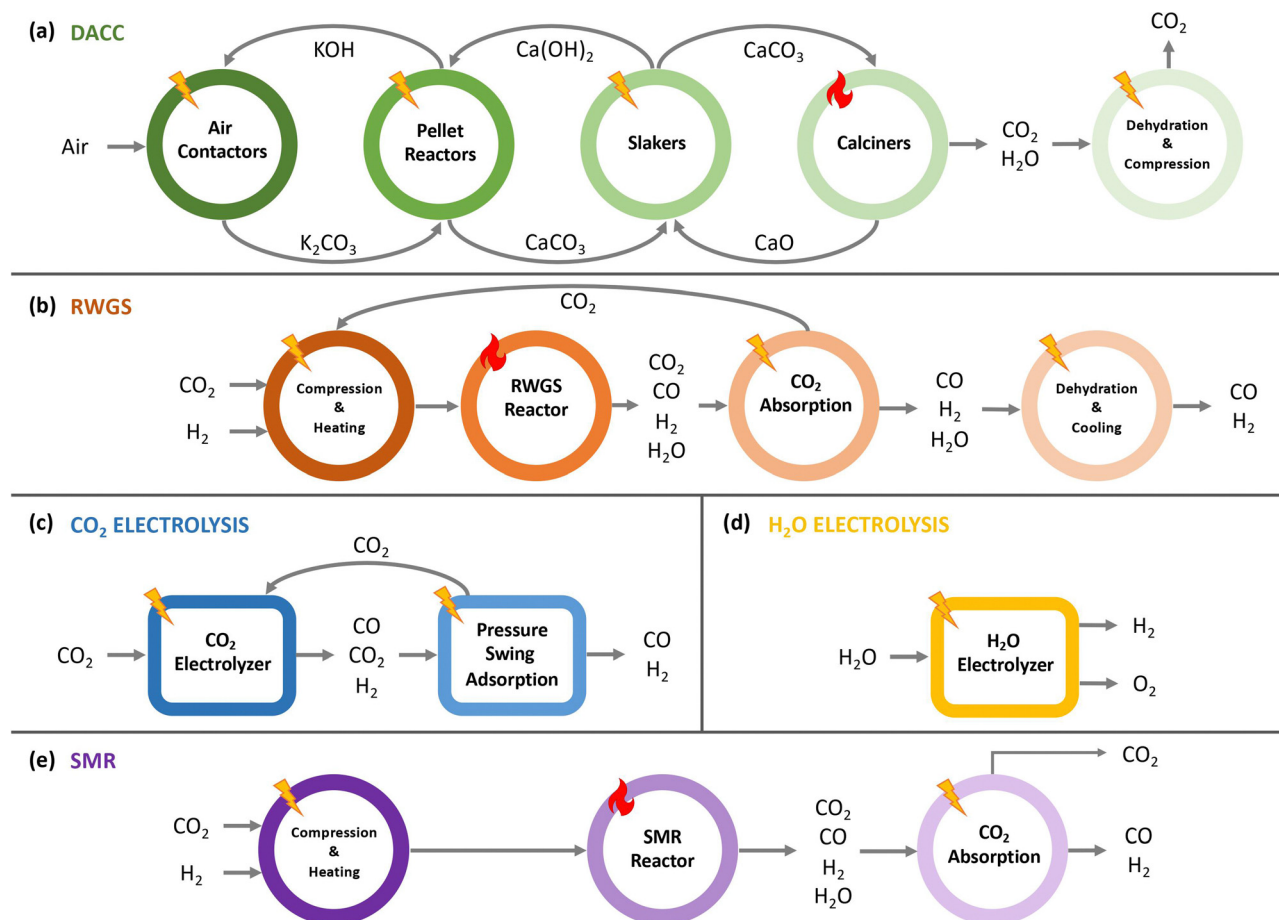 (a) DACC
KOH
Ca(OH)₂
CaCO₃
CO₂
Air
Air
Contactors
Pellet
Reactors
Slakers
Calciners
CO₂
H₂O
Dehydration
&
Compression
K₂CO₃
CaCO₃
CaO
(b) RWGS
CO₂
CO₂
H₂
Compression
&
Heating
RWGS
Reactor
CO₂
CO
H₂
H₂O
CO₂
Absorption
CO
H₂
H₂O
Dehydration
&
Cooling
CO
H₂
(c) CO₂ ELECTROLYSIS
CO₂
CO₂
CO₂
Electrolyzer
CO
CO₂
H₂
Pressure
Swing
Adsorption
CO
H₂
(d) H₂O ELECTROLYSIS
H₂O
H₂O
Electrolyzer
H₂
O₂
(e) SMR
CO₂
H₂
Compression
&
Heating
SMR
Reactor
CO₂
CO
H₂
H₂O
CO₂
Absorption
CO₂
CO
H₂